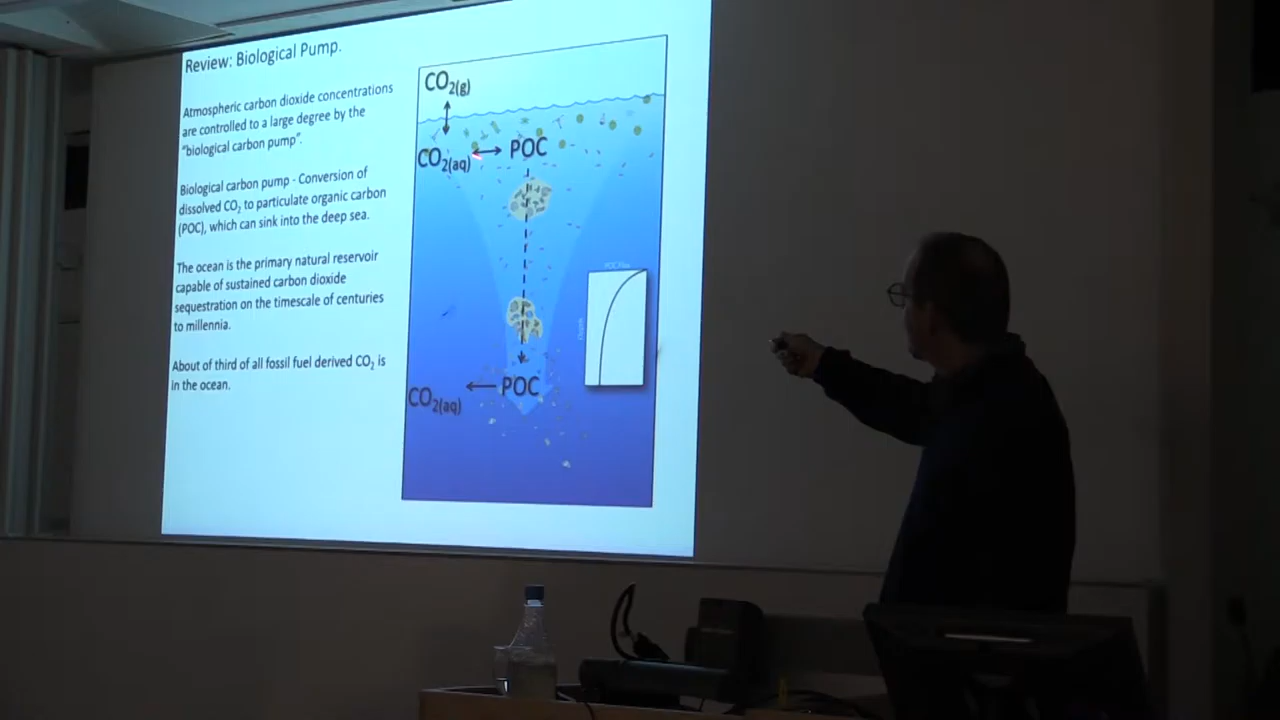 Review: Biological Pump.
Atmospheric carbon dioxide concentrations
are controlled to a large degree by the
"biological carbon pump".
Biological carbon pump - Conversion of
dissolved CO2 to particulate organic carbon
(POC), which can sink into the deep sea.
The ocean is the primary natural reservoir
capable of sustained carbon dioxide
sequestration on the timescale of centuries
to millennia.
About of third of all fossil fuel derived CO2 is
in the ocean.
CO2(g)
CO2(aq) POC
POC Flux
Depth
CO2(aq) POC